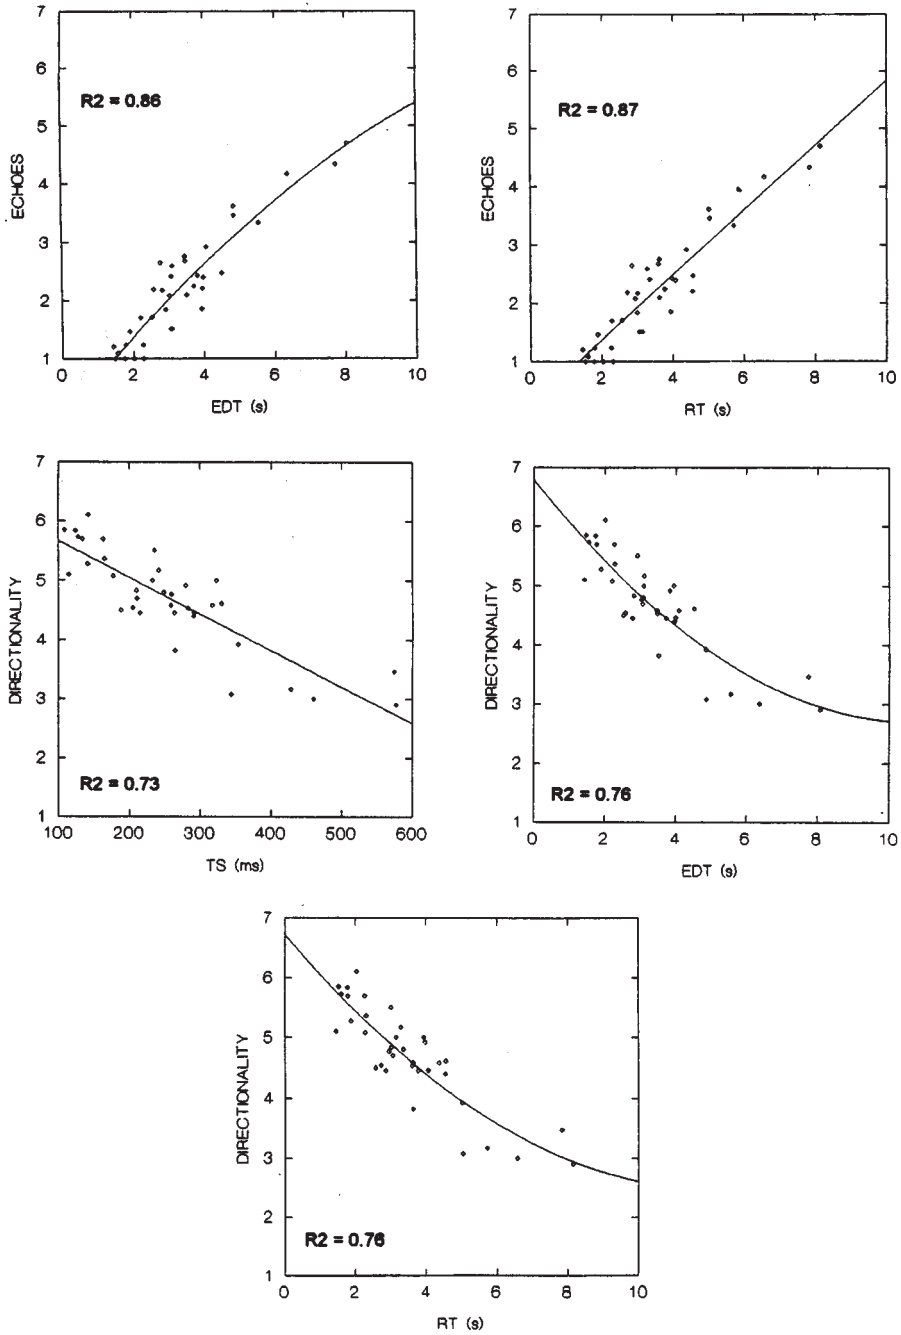 7
6
5
4
3
2
1
ECHOES
R2 = 0.86
0 2 4 6 8 10
EDT (s)
7
6
5
4
3
2
1
ECHOES
R2 = 0.87
0 2 4 6 8 10
RT (s)
7
6
5
4
3
2
1
DIRECTIONALITY
R2 = 0.73
100 200 300 400 500 600
TS (ms)
7
6
5
4
3
2
1
DIRECTIONALITY
R2 = 0.76
0 2 4 6 8 10
EDT (s)
7
6
5
4
3
2
1
DIRECTIONALITY
R2 = 0.76
0 2 4 6 8 10
RT (s)